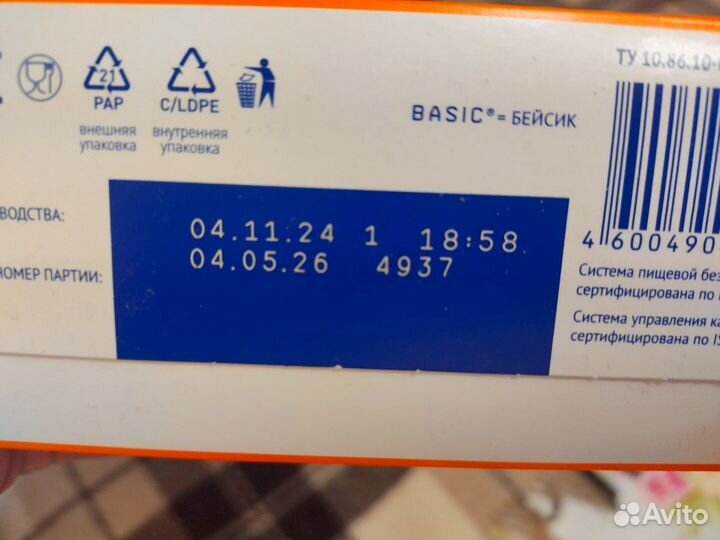 ТУ 10.86.10-
21
PAP
C/LDPE
внешняя
упаковка
внутренняя
упаковка
BASIC®= БЕЙСИК
ВОДСТВА:
04.11.24 1 18:58
04.05.26 4937
НОМЕР ПАРТИИ:
4 600490
Система пищевой без
сертифицирована по
Система управления ка
сертифицирована по IS
Avito